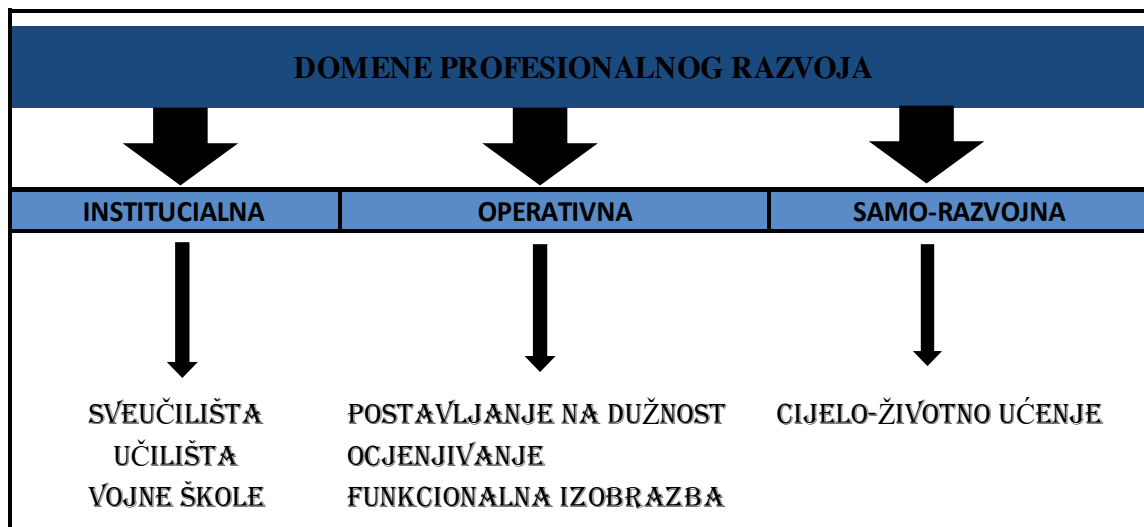 DOMENE PROFESIONALNOG RAZVOJA
INSTITUCIALNA
OPERATIVNA
SAMO-RAZVOJNA
SVEUČILIŠTA
UČILIŠTA
VOJNE ŠKOLE
POSTAVLJANJE NA DUŽNOST
OCJENJIVANJE
FUNKCIONALNA IZOBRAZBA
CIJELO-ŽIVOTNO UĆENJE